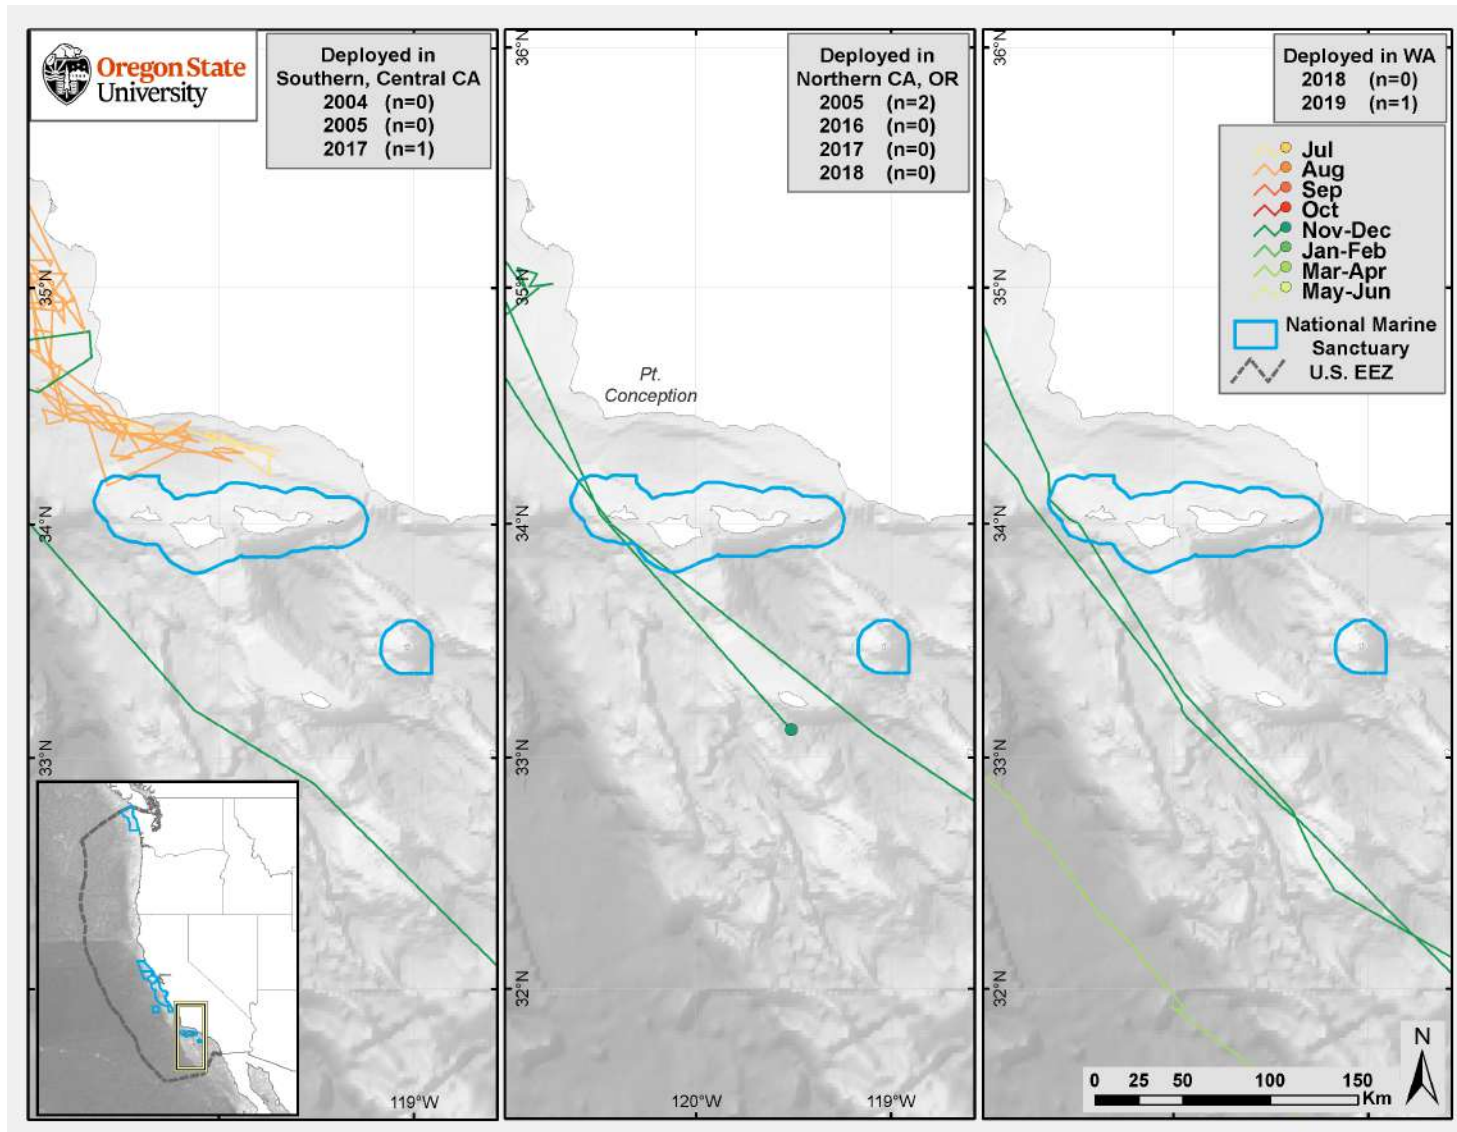 Oregon State
University
Deployed in
Southern, Central CA
2004 (n=0)
2005 (n=0)
2017 (n=1)
35°N
34°N
33°N
119°W
36°N
Deployed in
Northern CA, OR
2005 (n=2)
2016 (n=0)
2017 (n=0)
2018 (n=0)
35°N
Pt.
Conception
34°N
33°N
32°N
120°W
119°W
36°N
Deployed in WA
2018 (n=0)
2019 (n=1)
Jul
Aug
Sep
Oct
Nov-Dec
Jan-Feb
Mar-Apr
May-Jun
National Marine
Sanctuary
U.S. EEZ
35°N
34°N
33°N
32°N
N
0 25 50 100 150
Km